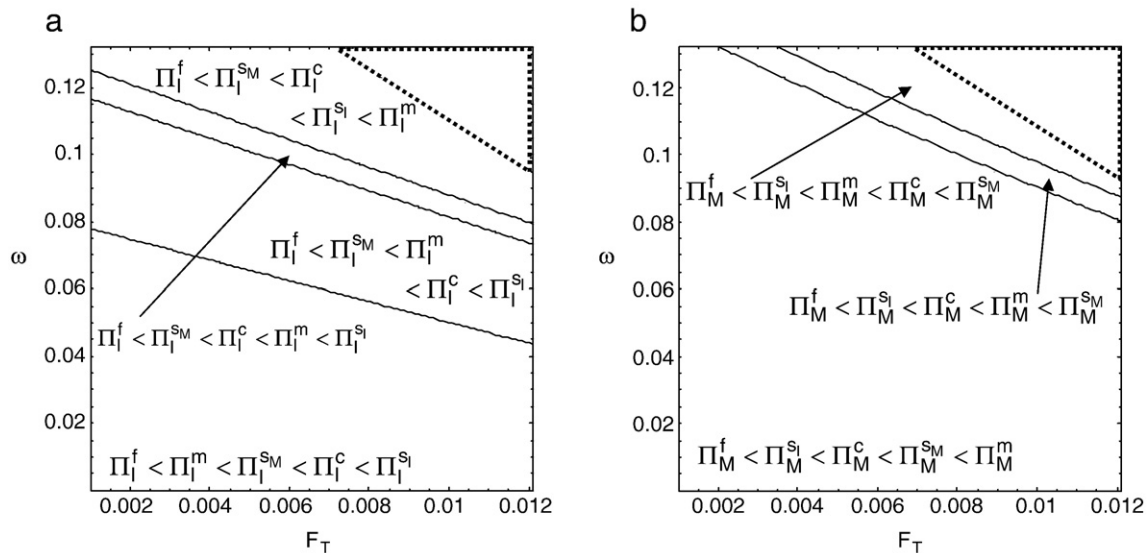 a
0.12
0.1
0.08
0.06
0.04
0.02
ω
0.002 0.004 0.006 0.008 0.01 0.012
F_T
Π_I^f < Π_I^{s_M} < Π_I^c
< Π_I^{s_I} < Π_I^m
Π_I^f < Π_I^{s_M} < Π_I^m
< Π_I^c < Π_I^{s_I}
Π_I^f < Π_I^{s_M} < Π_I^c < Π_I^m < Π_I^{s_I}
Π_I^f < Π_I^m < Π_I^{s_M} < Π_I^c < Π_I^{s_I}
b
0.12
0.1
0.08
0.06
0.04
0.02
ω
0.002 0.004 0.006 0.008 0.01 0.012
F_T
Π_M^f < Π_M^{s_I} < Π_M^m < Π_M^c < Π_M^{s_M}
Π_M^f < Π_M^{s_I} < Π_M^c < Π_M^m < Π_M^{s_M}
Π_M^f < Π_M^{s_I} < Π_M^c < Π_M^{s_M} < Π_M^m